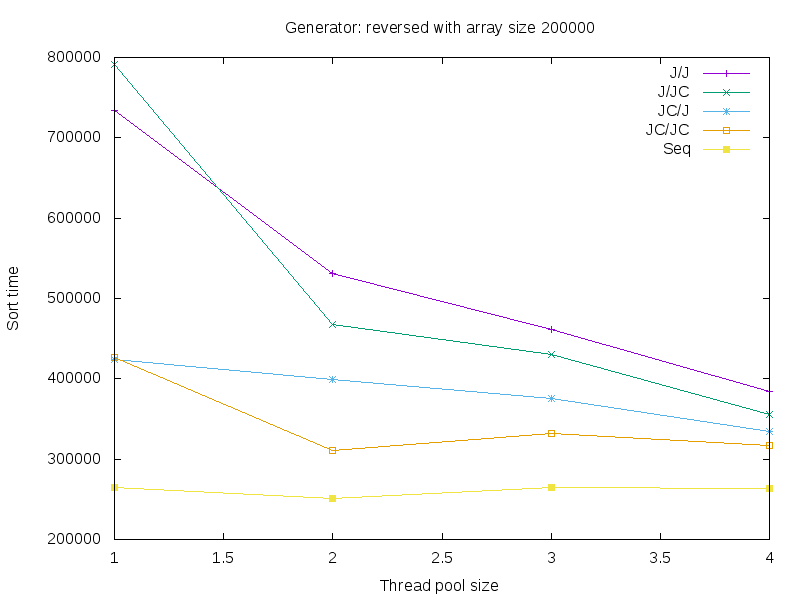 Generator: reversed with array size 200000
800000
700000
600000
500000
400000
300000
200000
J/J
J/JC
JC/J
JC/JC
Seq
Sort time
1 1.5 2 2.5 3 3.5 4
Thread pool size